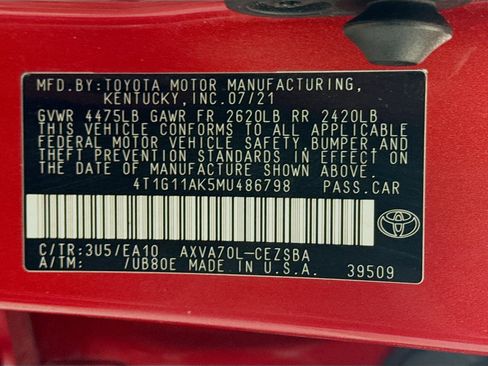 MFD.BY:TOYOTA MOTOR MANUFACTURING,
KENTUCKY,INC.07/21
GVWR 4475LB GAWR FR 2620LB RR 2420LB
THIS VEHICLE CONFORMS TO ALL APPLICABLE
FEDERAL MOTOR VEHICLE SAFETY,BUMPER,AND
THEFT PREVENTION STANDARDS IN EFFECT
ON THE DATE OF MANUFACTURE SHOWN ABOVE.
4T1G11AK5MU486798 PASS.CAR
C/TR:3U5/EA10 AXVA70L-CEZSBA
A/TM: /UB80E MADE IN U.S.A.
39509